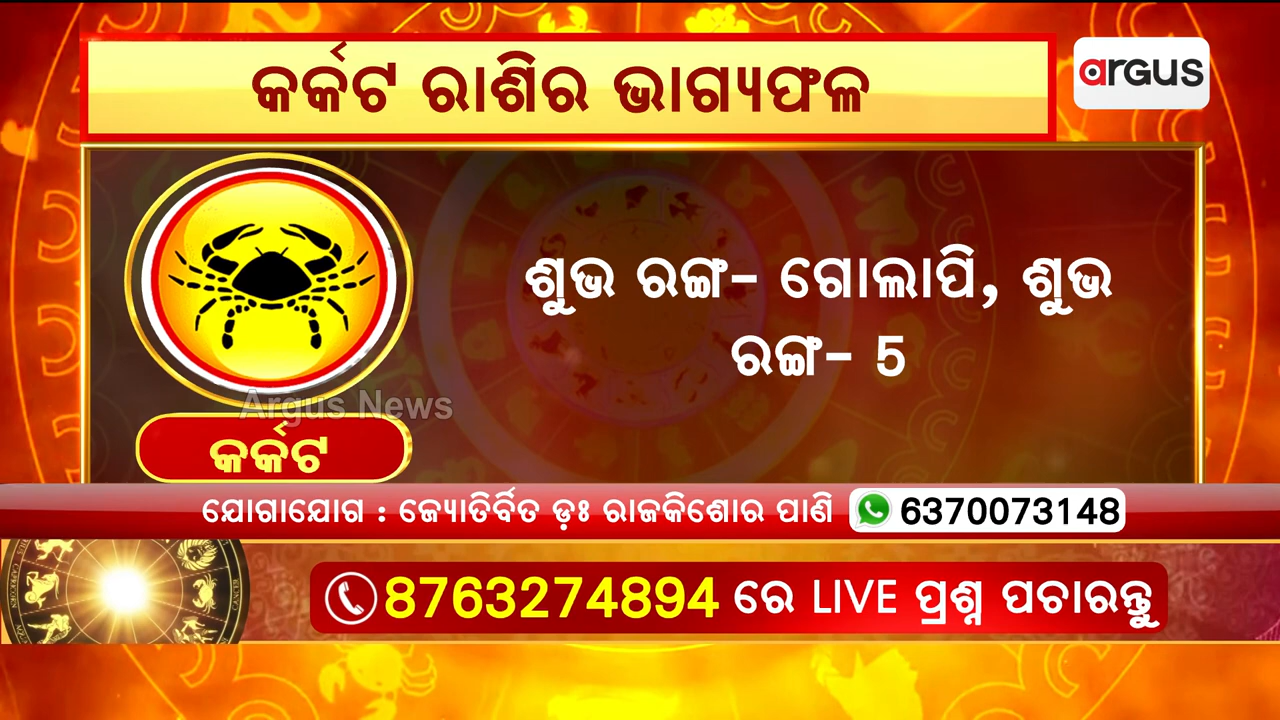 କର୍କଟ ରାଶିର ଭାଗ୍ୟଫଳ
argus
ଶୁଭ ରଙ୍ଗ- ଗୋଲାପି, ଶୁଭ
ରଙ୍ଗ- 5
Argus News
କର୍କଟ
ଯୋଗାଯୋଗ : ଜ୍ୟୋତିର୍ବିତ ଡ଼ଃ ରାଜକିଶୋର ପାଣି 6370073148
8763274894 ରେ LIVE ପ୍ରଶ୍ନ ପଚାରନ୍ତୁ